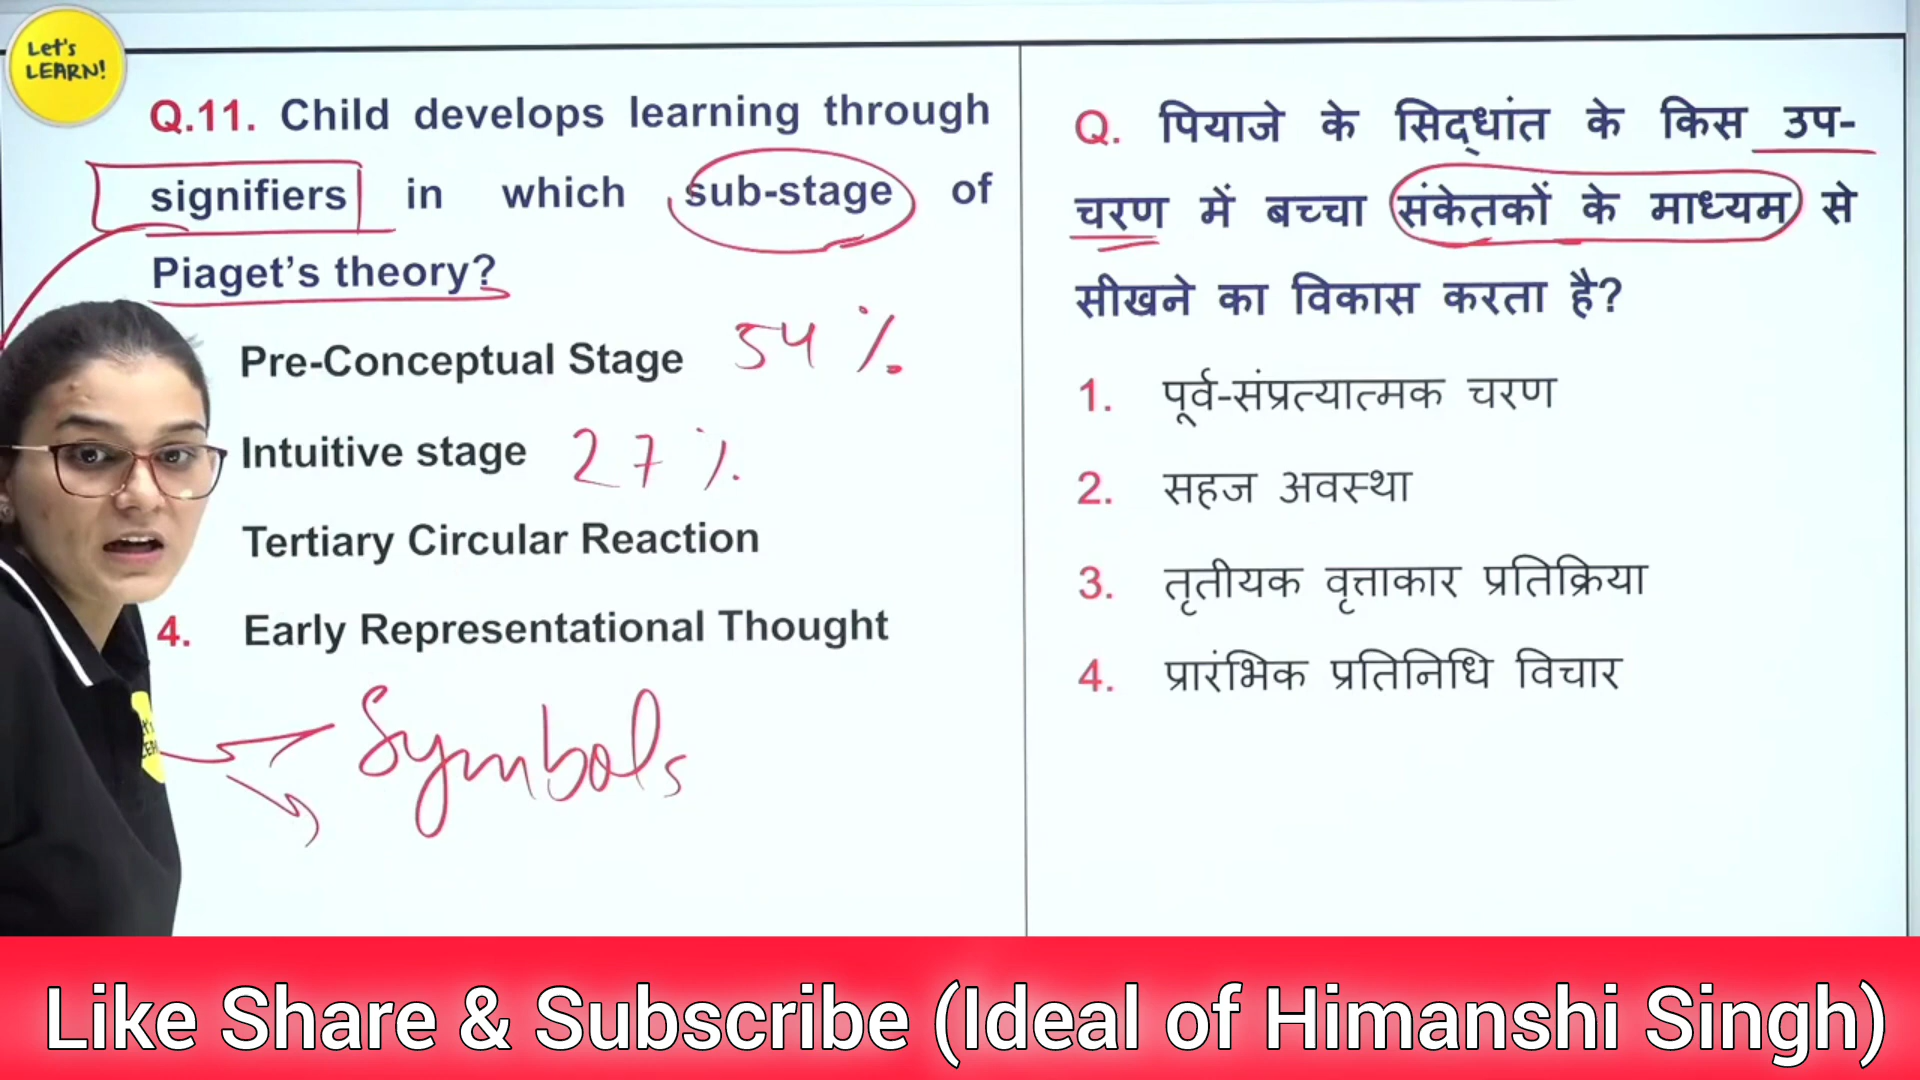 Let's
LEARN!
Q.11. Child develops learning through
signifiers in which sub-stage of
Piaget's theory?
Pre-Conceptual Stage 54 %
Intuitive stage 27 %
Tertiary Circular Reaction
4. Early Representational Thought
Symbols
Q. पियाजे के सिद्धांत के किस उप-
चरण में बच्चा संकेतकों के माध्यम से
सीखने का विकास करता है?
1. पूर्व-संप्रत्यात्मक चरण
2. सहज अवस्था
3. तृतीयक वृत्ताकार प्रतिक्रिया
4. प्रारंभिक प्रतिनिधि विचार
Like Share & Subscribe (Ideal of Himanshi Singh)